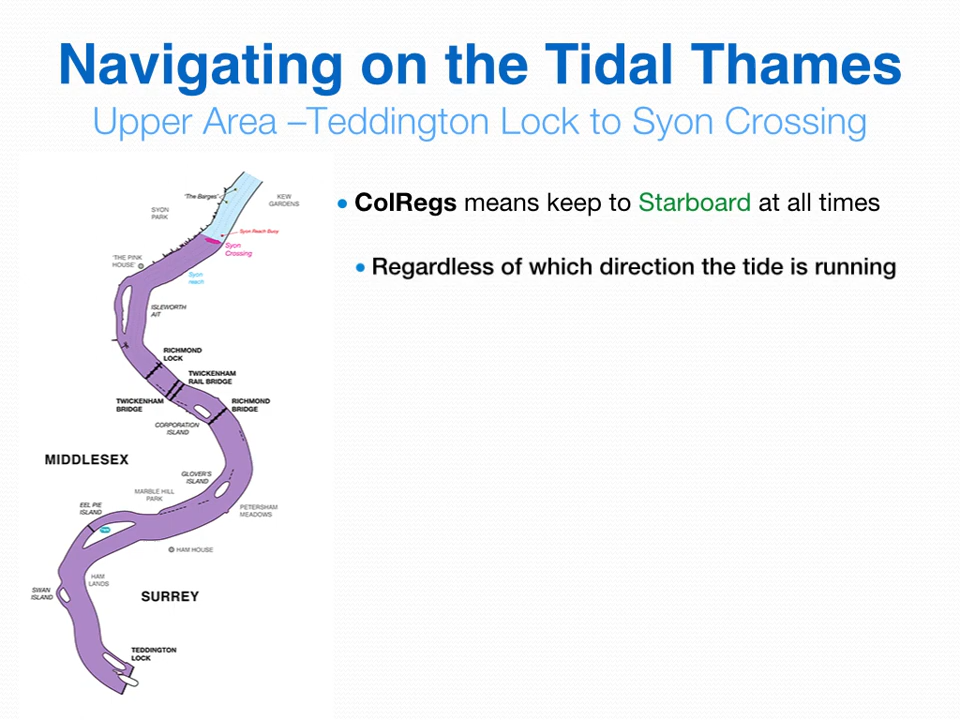 Navigating on the Tidal Thames
Upper Area –Teddington Lock to Syon Crossing
• ColRegs means keep to Starboard at all times
• Regardless of which direction the tide is running
'The Barges'
KEW
GARDENS
SYON
PARK
Syon Reach Buoy
Syon
Crossing
'THE PINK
HOUSE'
Syon
reach
ISLEWORTH
AIT
RICHMOND
LOCK
TWICKENHAM
RAIL BRIDGE
TWICKENHAM
BRIDGE
RICHMOND
BRIDGE
CORPORATION
ISLAND
MIDDLESEX
GLOVER'S
ISLAND
MARBLE HILL
PARK
PETERSHAM
MEADOWS
EEL PIE
ISLAND
HAM HOUSE
HAM
LANDS
SWAN
ISLAND
SURREY
TEDDINGTON
LOCK